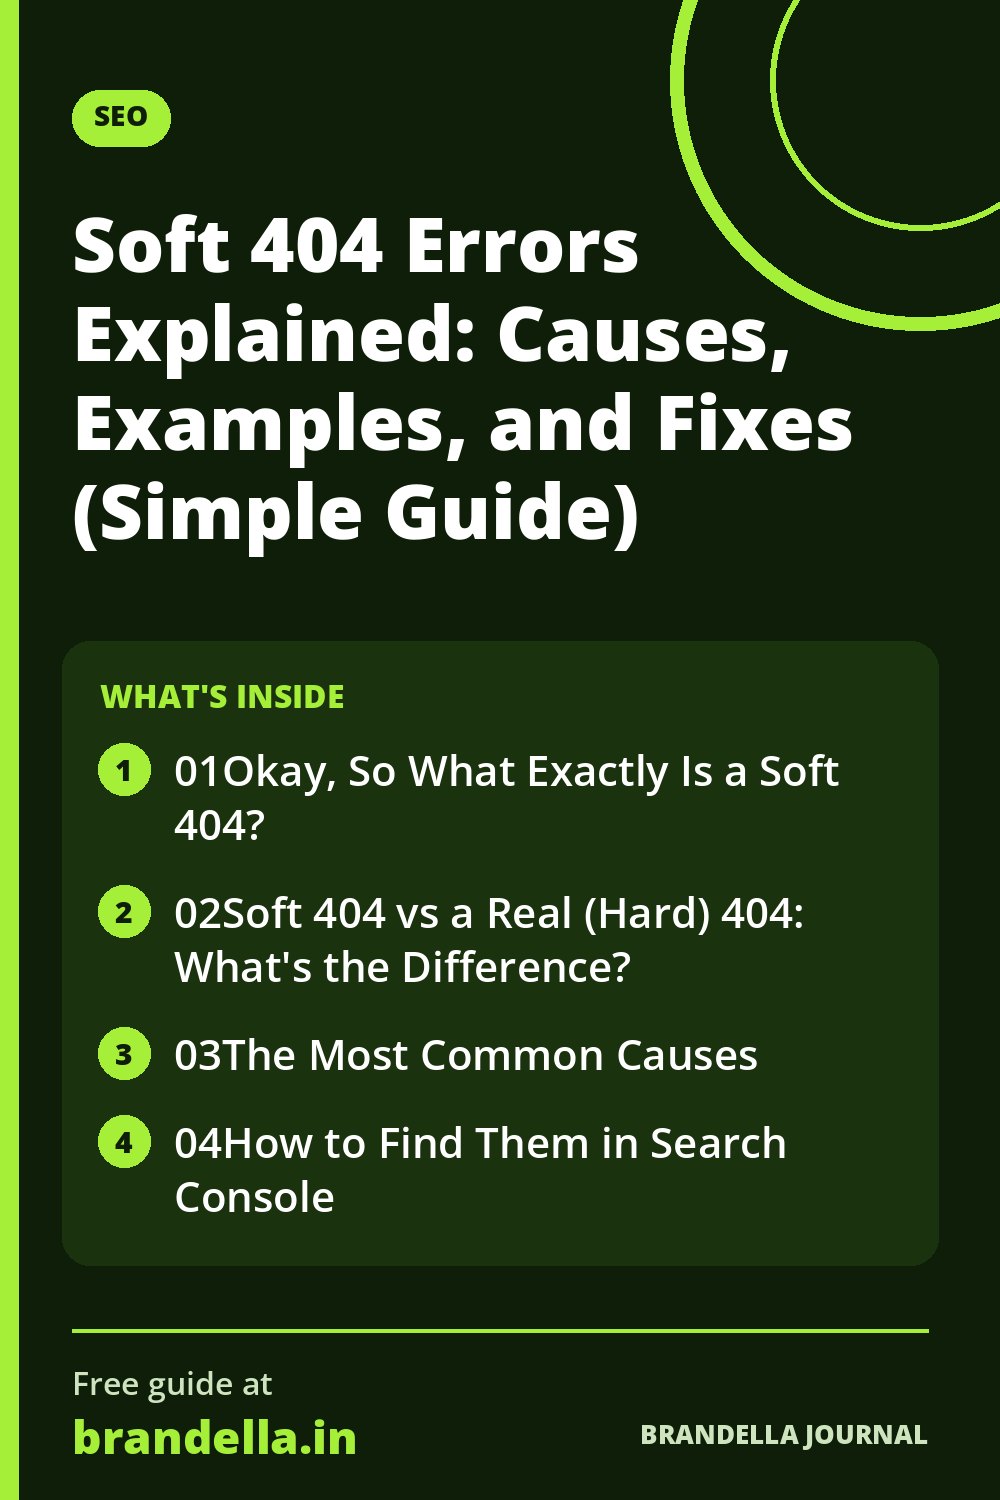 SEO
Soft 404 Errors
Explained: Causes,
Examples, and Fixes
(Simple Guide)
WHAT'S INSIDE
1 01Okay, So What Exactly Is a Soft
404?
2 02Soft 404 vs a Real (Hard) 404:
What's the Difference?
3 03The Most Common Causes
4 04How to Find Them in Search
Console
Free guide at
brandella.in
BRANDELLA JOURNAL